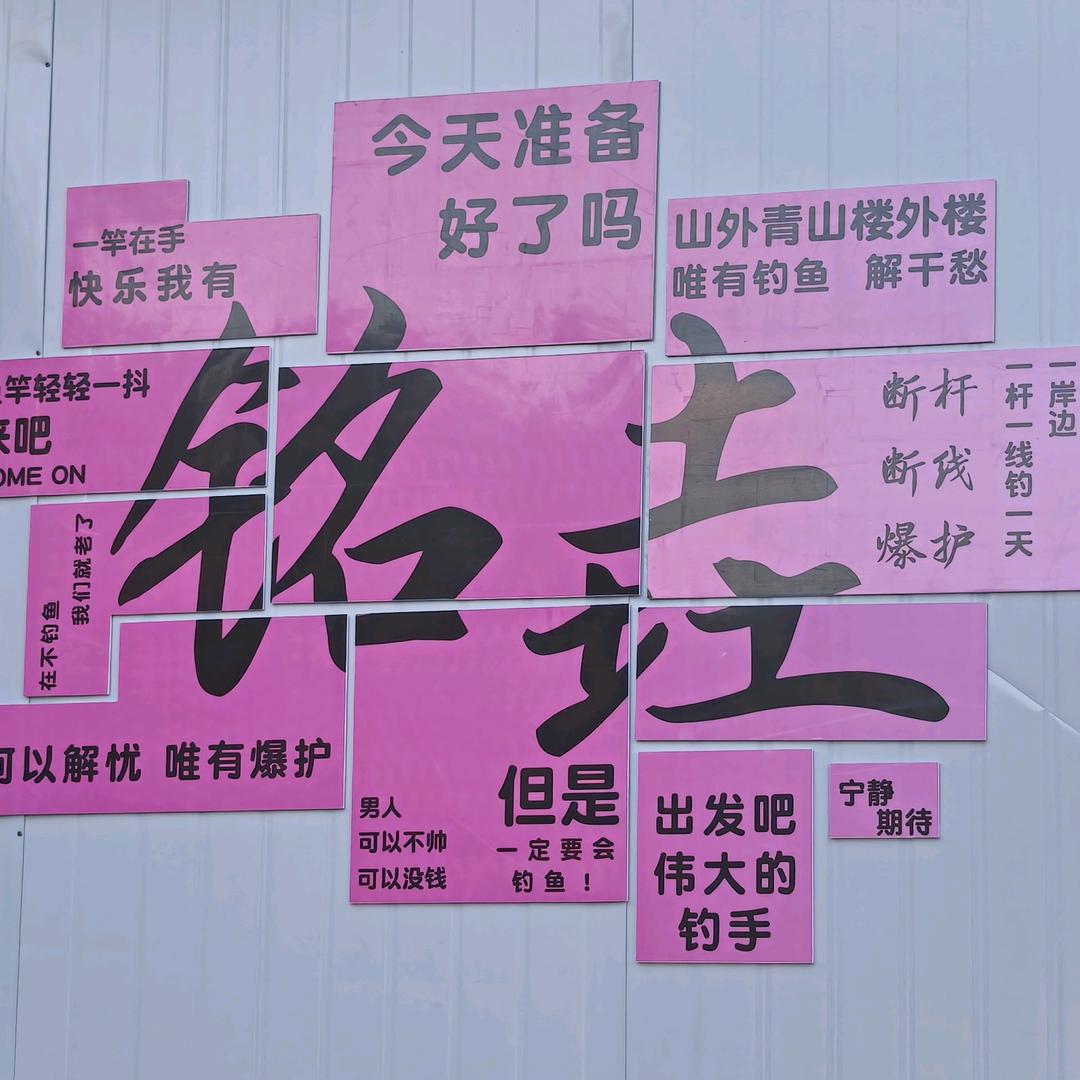 今天准备
好了吗
一竿在手
快乐我有
山外青山楼外楼
唯有钓鱼 解干愁
竿轻轻一抖
来吧
OME ON
铭垚
断杆
断线
爆护
一岸边
一杆一线钓一天
在不钓鱼
我们就老了
可以解忧 唯有爆护
男人
可以不帅
可以没钱
但是
一定要会
钓鱼！
出发吧
伟大的
钓手
宁静
期待